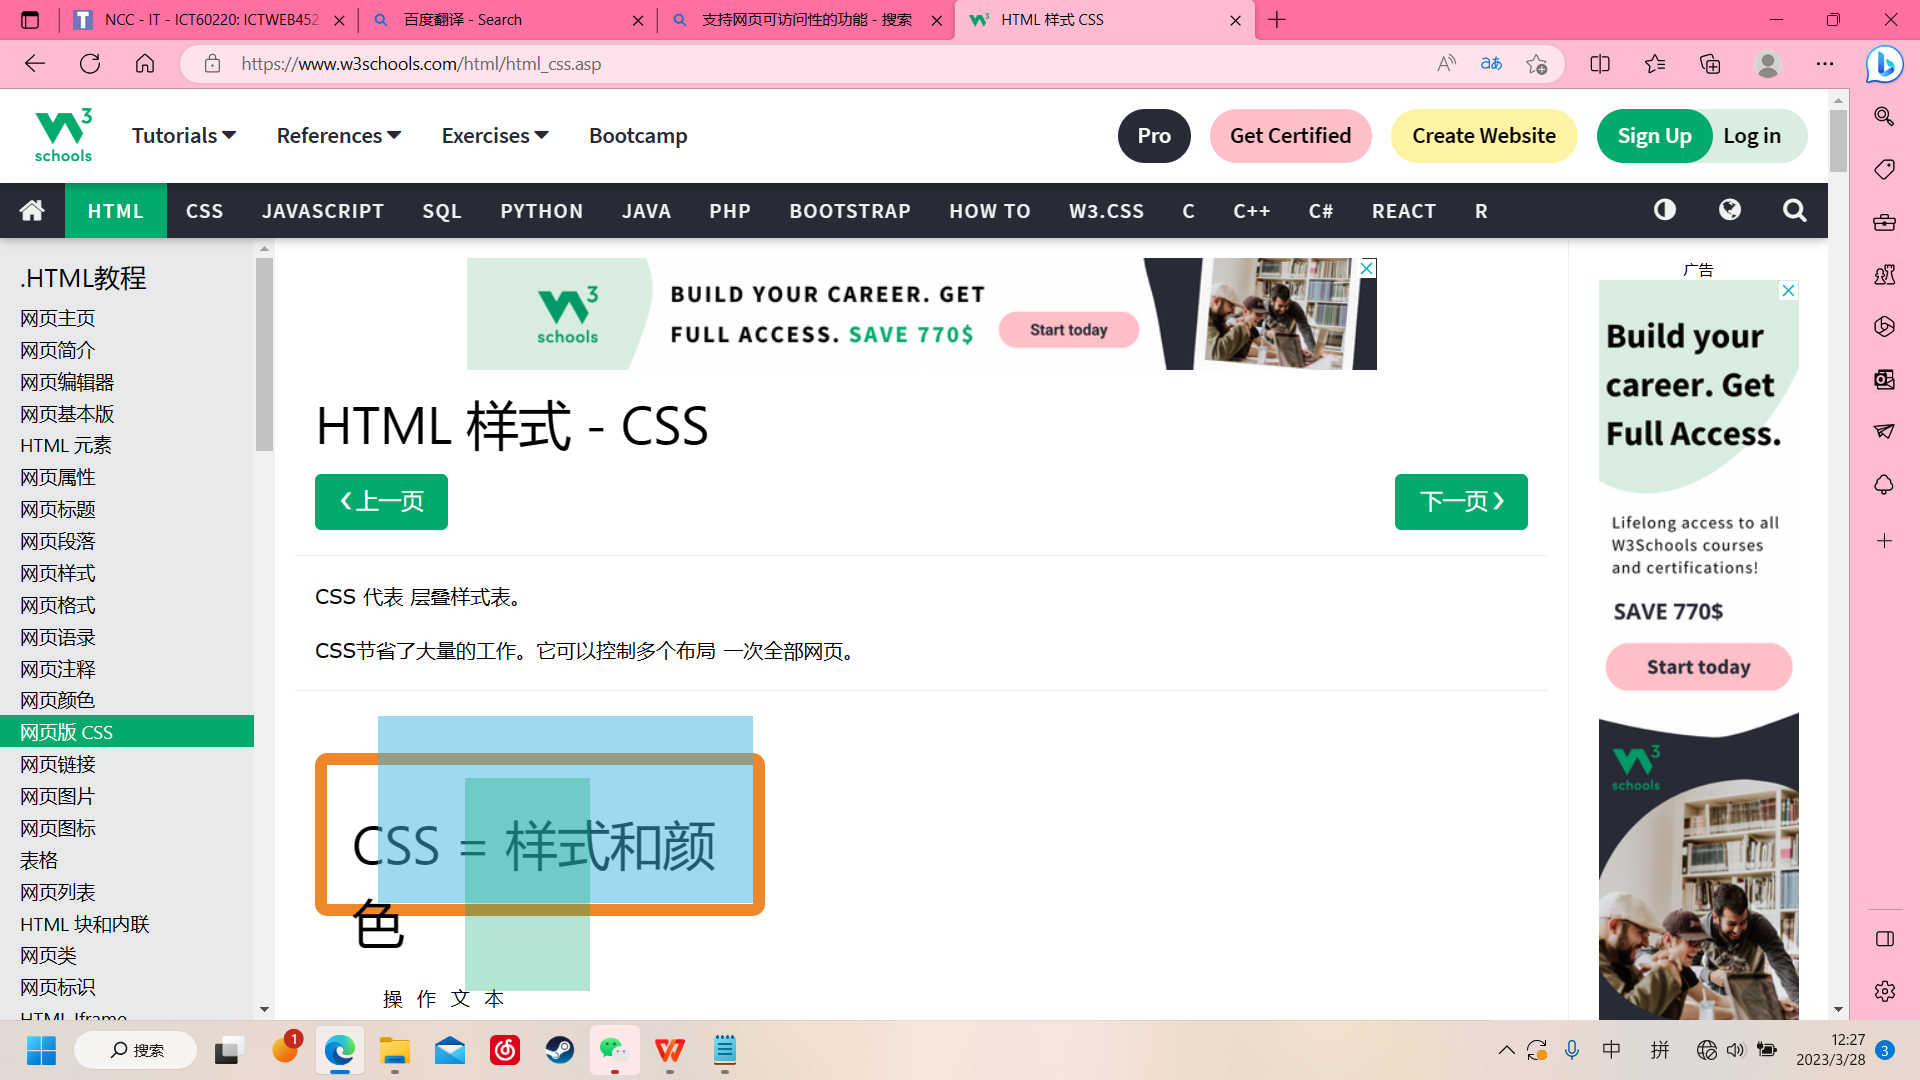 NCC - IT - ICT60220: ICTWEB452
百度翻译 - Search
支持网页可访问性的功能 - 搜索
HTML 样式 CSS
https://www.w3schools.com/html/html_css.asp
3
schools
Tutorials
References
Exercises
Bootcamp
Pro
Get Certified
Create Website
Sign Up
Log in
HTML
CSS
JAVASCRIPT
SQL
PYTHON
JAVA
PHP
BOOTSTRAP
HOW TO
W3.CSS
C
C++
C#
REACT
R
.HTML教程
网页主页
网页简介
网页编辑器
网页基本版
HTML 元素
网页属性
网页标题
网页段落
网页样式
网页格式
网页语录
网页注释
网页颜色
网页版 CSS
网页链接
网页图片
网页图标
表格
网页列表
HTML 块和内联
网页类
网页标识
HTML Iframe
3
schools
BUILD YOUR CAREER. GET
FULL ACCESS. SAVE 770$
Start today
HTML 样式 - CSS
❮上一页
下一页❯
CSS 代表 层叠样式表。
CSS节省了大量的工作。它可以控制多个布局 一次全部网页。
CSS = 样式和颜
色
操 作 文 本
广告
Build your
career. Get
Full Access.
Lifelong access to all
W3Schools courses
and certifications!
SAVE 770$
Start today
3
schools
搜索
1
中
拼
12:27
2023/3/28
3